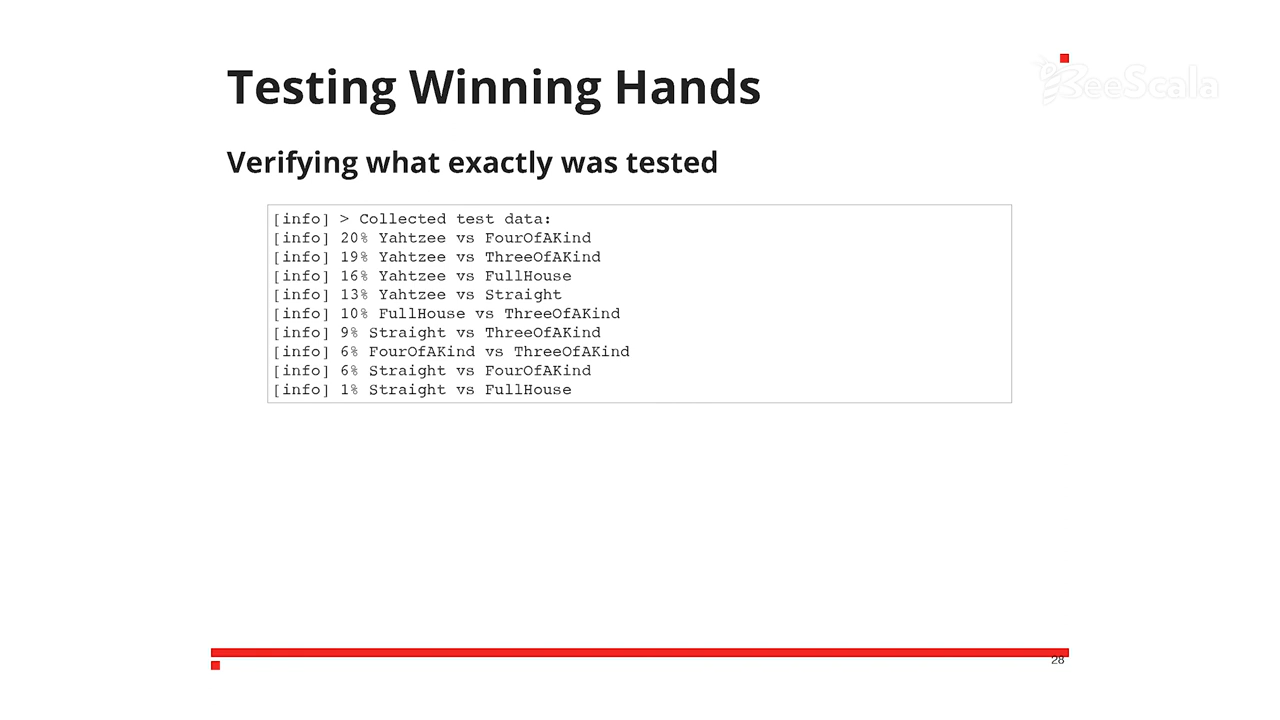 BeeScala
Testing Winning Hands
Verifying what exactly was tested
[info] > Collected test data:
[info] 20% Yahtzee vs FourOfAKind
[info] 19% Yahtzee vs ThreeOfAKind
[info] 16% Yahtzee vs FullHouse
[info] 13% Yahtzee vs Straight
[info] 10% FullHouse vs ThreeOfAKind
[info] 9% Straight vs ThreeOfAKind
[info] 6% FourOfAKind vs ThreeOfAKind
[info] 6% Straight vs FourOfAKind
[info] 1% Straight vs FullHouse
28